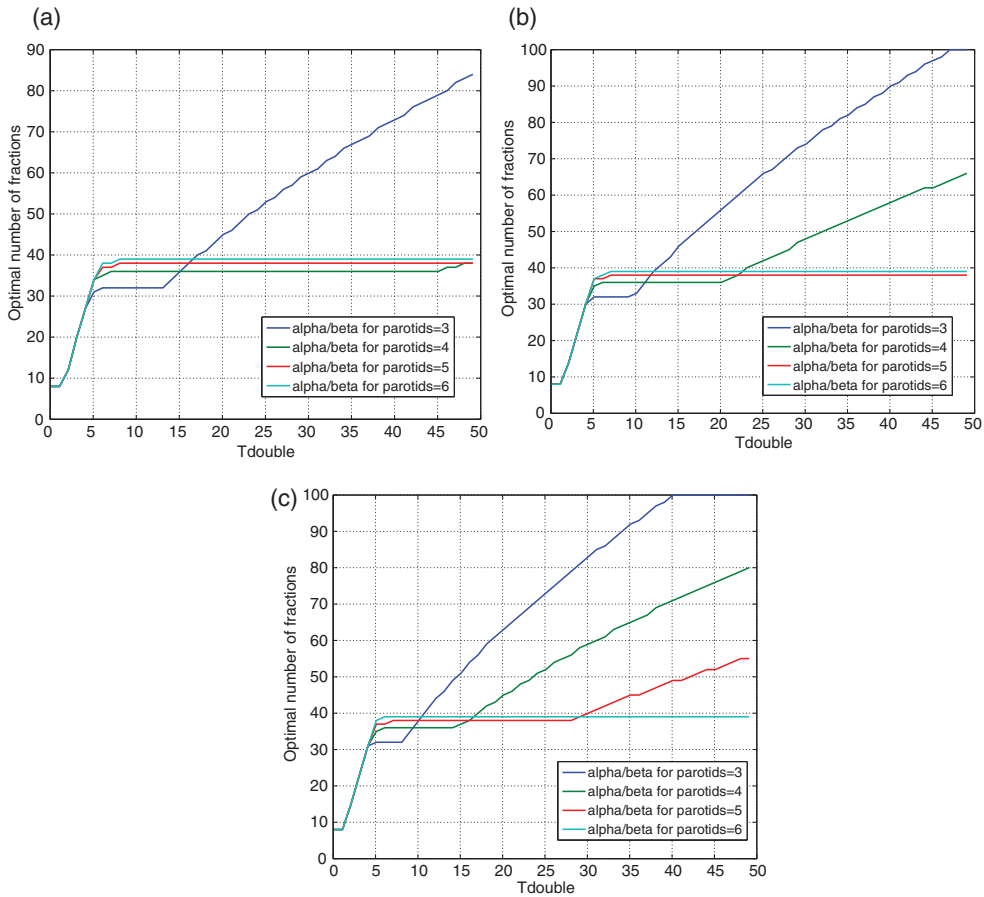 (a)
Optimal number of fractions
90
80
70
60
50
40
30
20
10
0
0 5 10 15 20 25 30 35 40 45 50
Tdouble
alpha/beta for parotids=3
alpha/beta for parotids=4
alpha/beta for parotids=5
alpha/beta for parotids=6
(b)
Optimal number of fractions
100
90
80
70
60
50
40
30
20
10
0
0 5 10 15 20 25 30 35 40 45 50
Tdouble
alpha/beta for parotids=3
alpha/beta for parotids=4
alpha/beta for parotids=5
alpha/beta for parotids=6
(c)
Optimal number of fractions
100
90
80
70
60
50
40
30
20
10
0
0 5 10 15 20 25 30 35 40 45 50
Tdouble
alpha/beta for parotids=3
alpha/beta for parotids=4
alpha/beta for parotids=5
alpha/beta for parotids=6